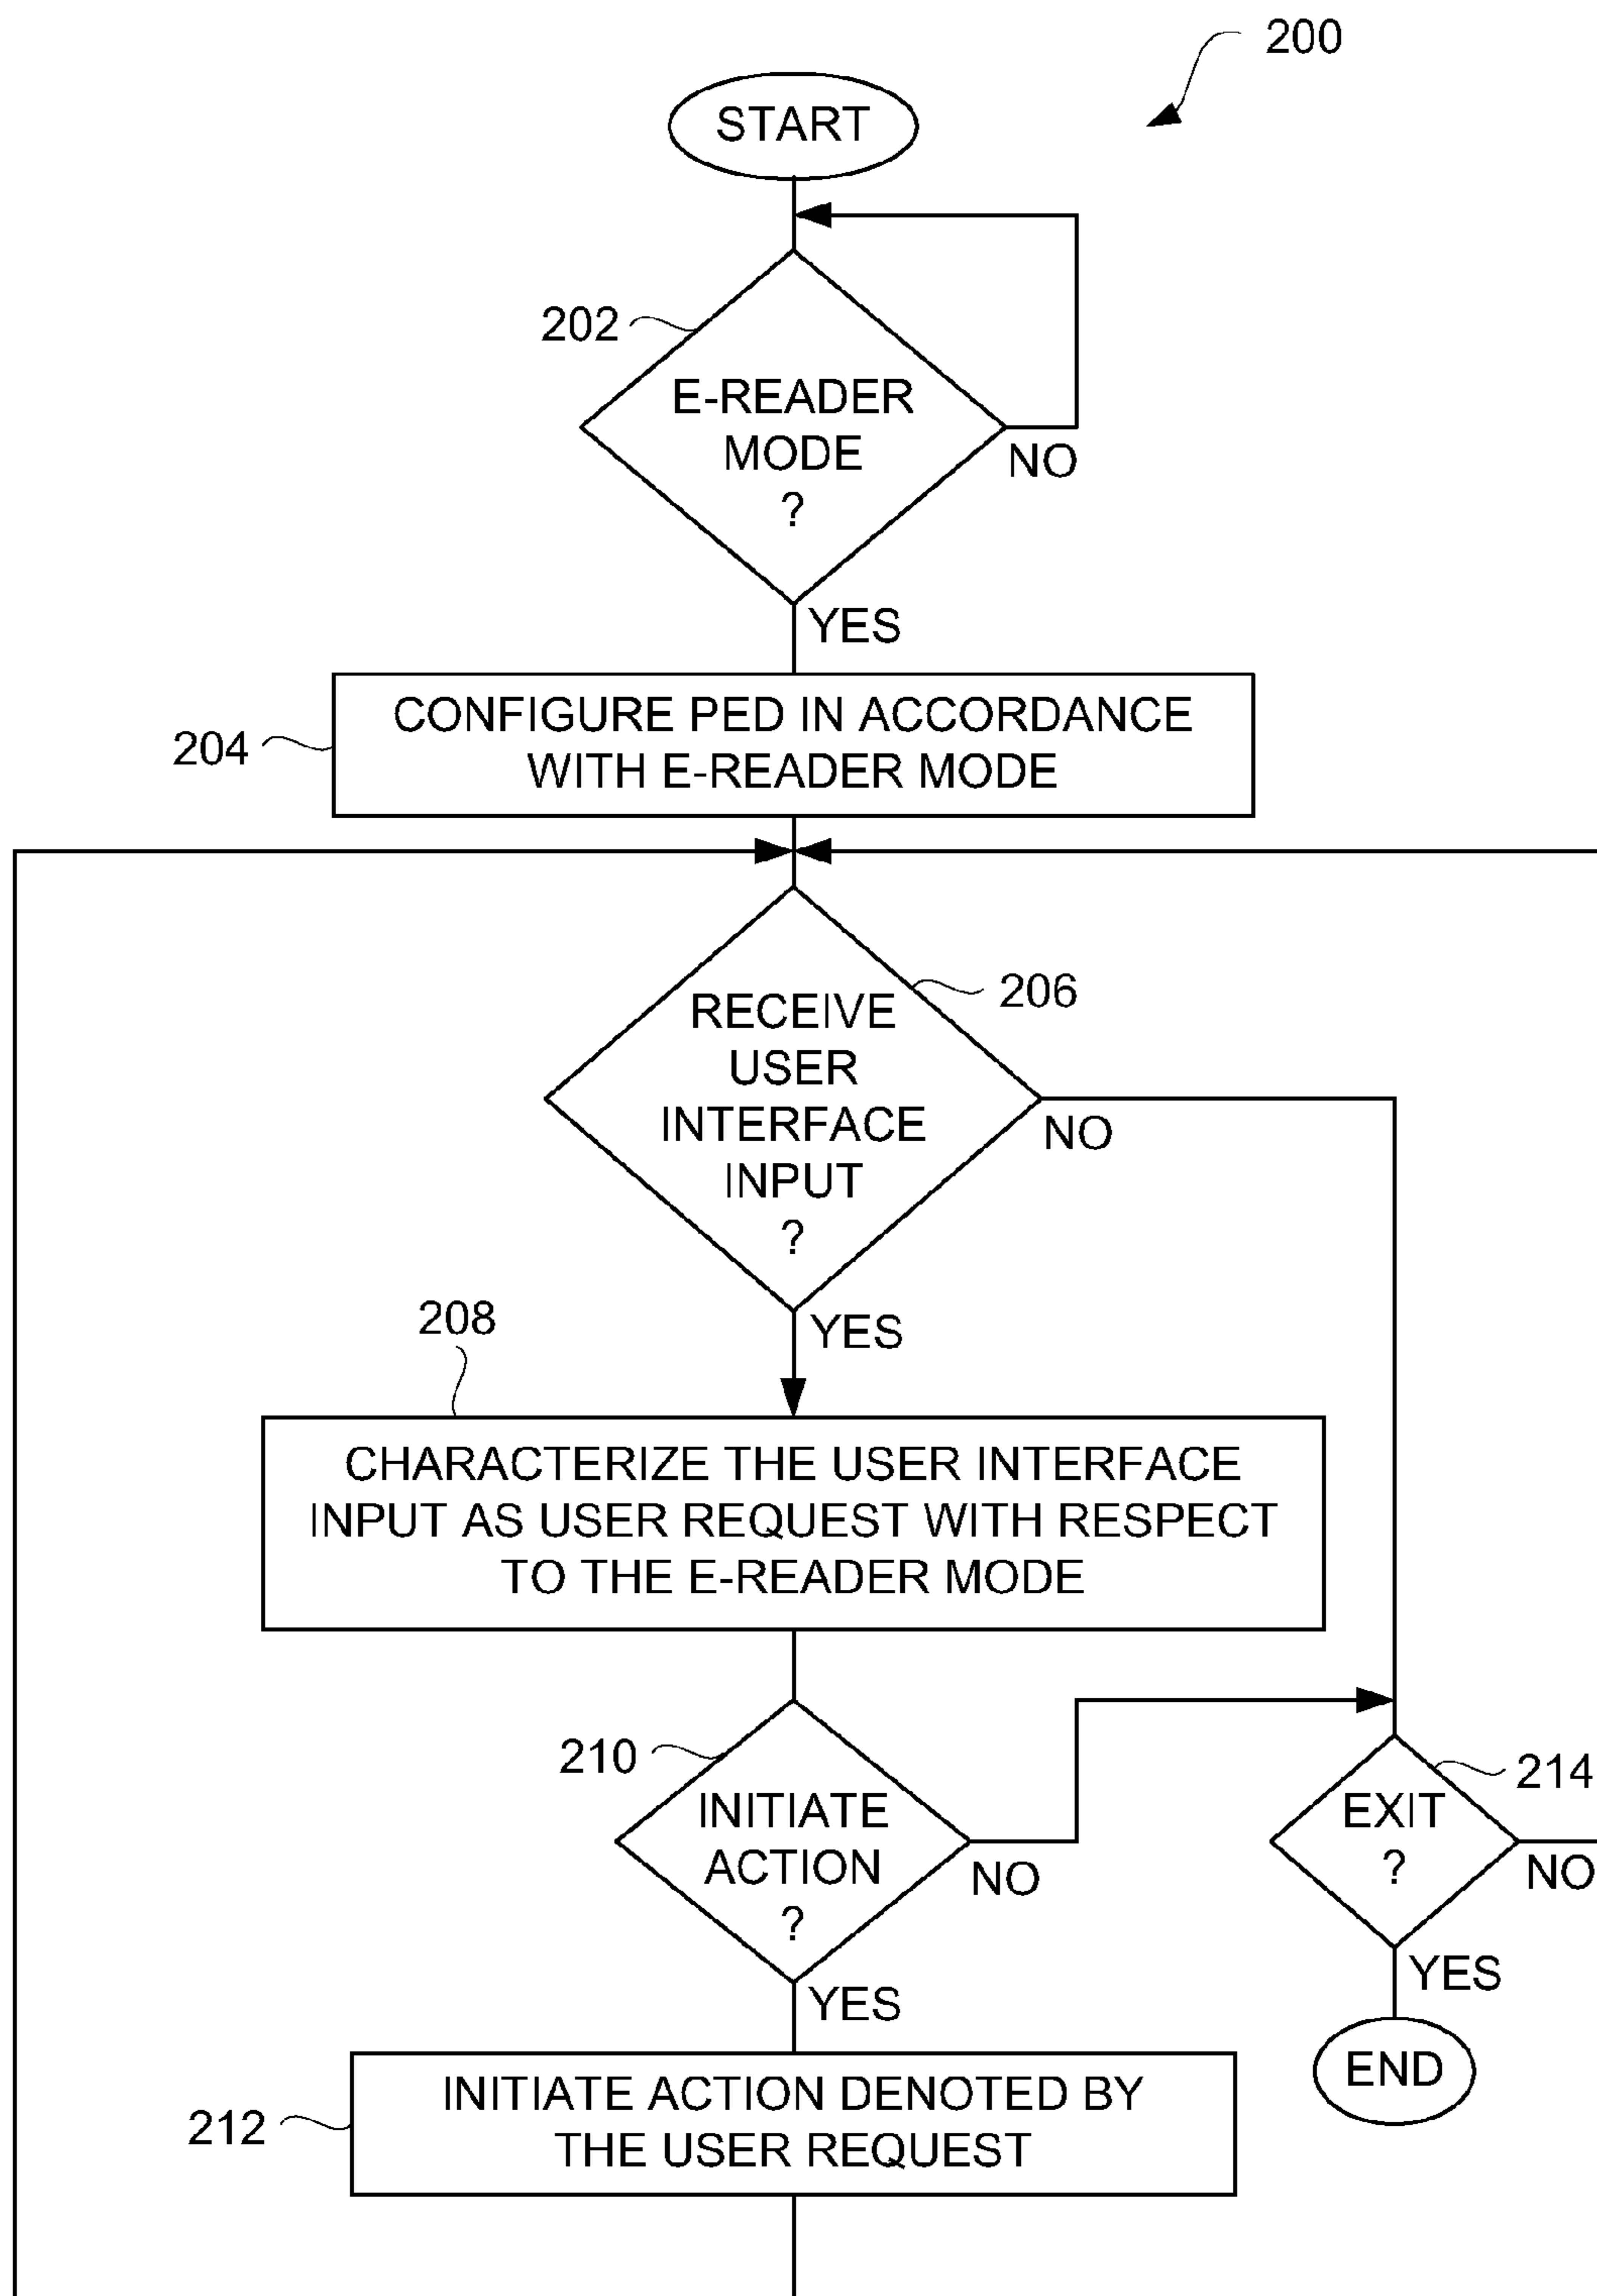 200
START
202
E-READER
MODE
?
NO
YES
204
CONFIGURE PED IN ACCORDANCE
WITH E-READER MODE
206
RECEIVE
USER
INTERFACE
INPUT
?
NO
YES
208
CHARACTERIZE THE USER INTERFACE
INPUT AS USER REQUEST WITH RESPECT
TO THE E-READER MODE
210
INITIATE
ACTION
?
NO
YES
214
EXIT
?
NO
YES
END
212
INITIATE ACTION DENOTED BY
THE USER REQUEST